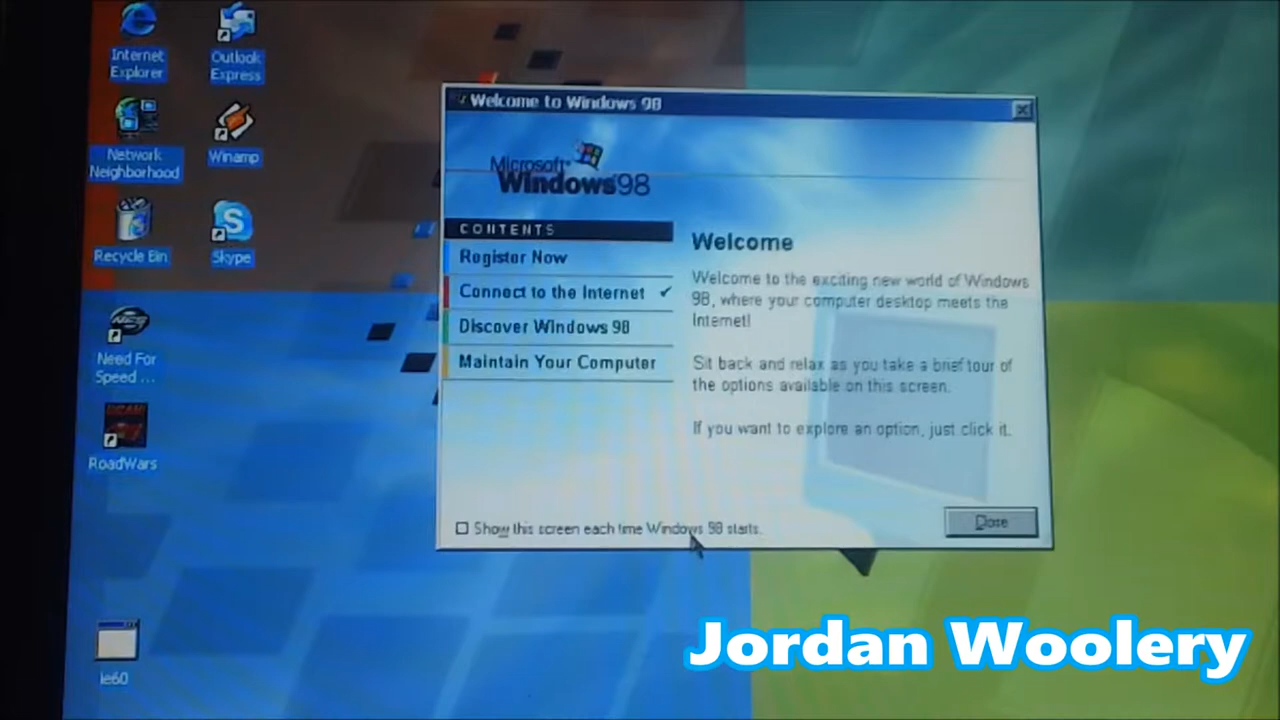 Internet
Explorer
Outlook
Express
Network
Neighborhood
Winamp
Recycle Bin
Skype
Need For
Speed ...
RoadWars
ie60
Welcome to Windows 98
Microsoft
Windows98
CONTENTS
Register Now
Connect to the Internet
Discover Windows 98
Maintain Your Computer
Welcome
Welcome to the exciting new world of Windows
98, where your computer desktop meets the
Internet!
Sit back and relax as you take a brief tour of
the options available on this screen.
If you want to explore an option, just click it.
Show this screen each time Windows 98 starts.
Close
Jordan Woolery